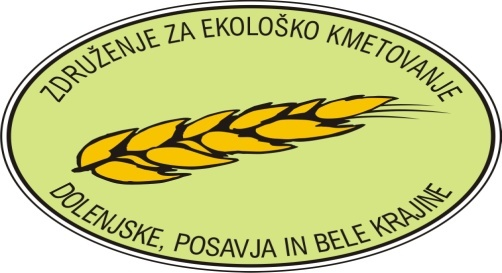 ZDRUŽENJE ZA EKOLOŠKO KMETOVANJE
DOLENJSKE, POSAVJA IN BELE KRAJINE